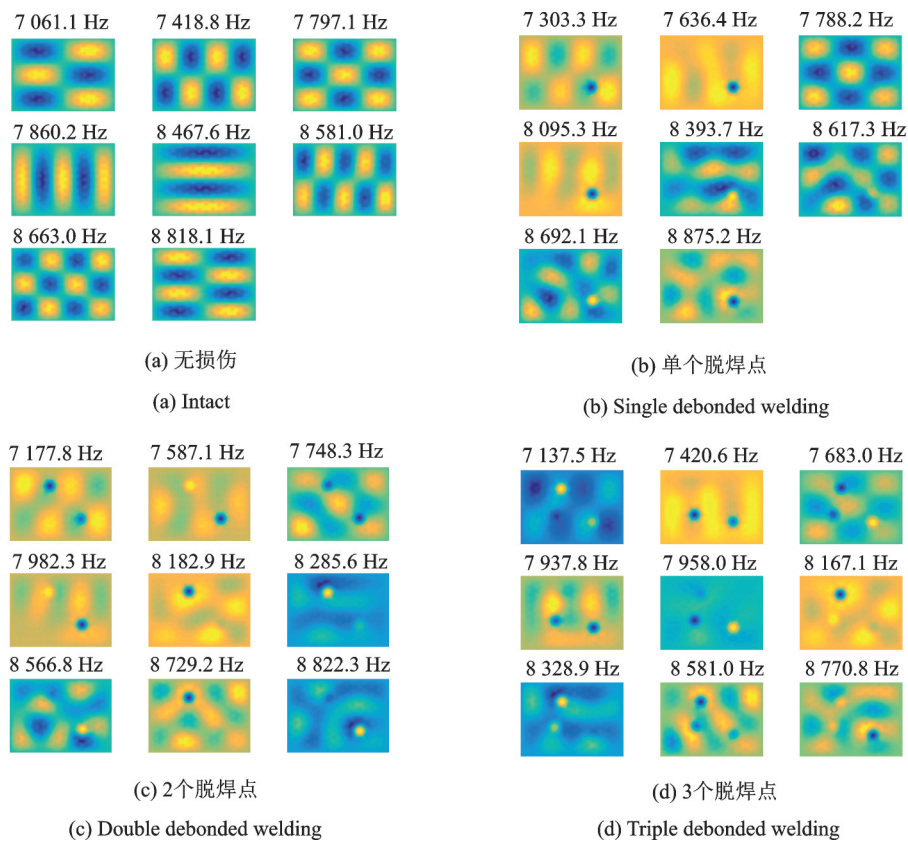 7 061.1 Hz 7 418.8 Hz 7 797.1 Hz
7 860.2 Hz 8 467.6 Hz 8 581.0 Hz
8 663.0 Hz 8 818.1 Hz
(a) 无损伤
(a) Intact
7 303.3 Hz 7 636.4 Hz 7 788.2 Hz
8 095.3 Hz 8 393.7 Hz 8 617.3 Hz
8 692.1 Hz 8 875.2 Hz
(b) 单个脱焊点
(b) Single debonded welding
7 177.8 Hz 7 587.1 Hz 7 748.3 Hz
7 982.3 Hz 8 182.9 Hz 8 285.6 Hz
8 566.8 Hz 8 729.2 Hz 8 822.3 Hz
(c) 2个脱焊点
(c) Double debonded welding
7 137.5 Hz 7 420.6 Hz 7 683.0 Hz
7 937.8 Hz 7 958.0 Hz 8 167.1 Hz
8 328.9 Hz 8 581.0 Hz 8 770.8 Hz
(d) 3个脱焊点
(d) Triple debonded welding